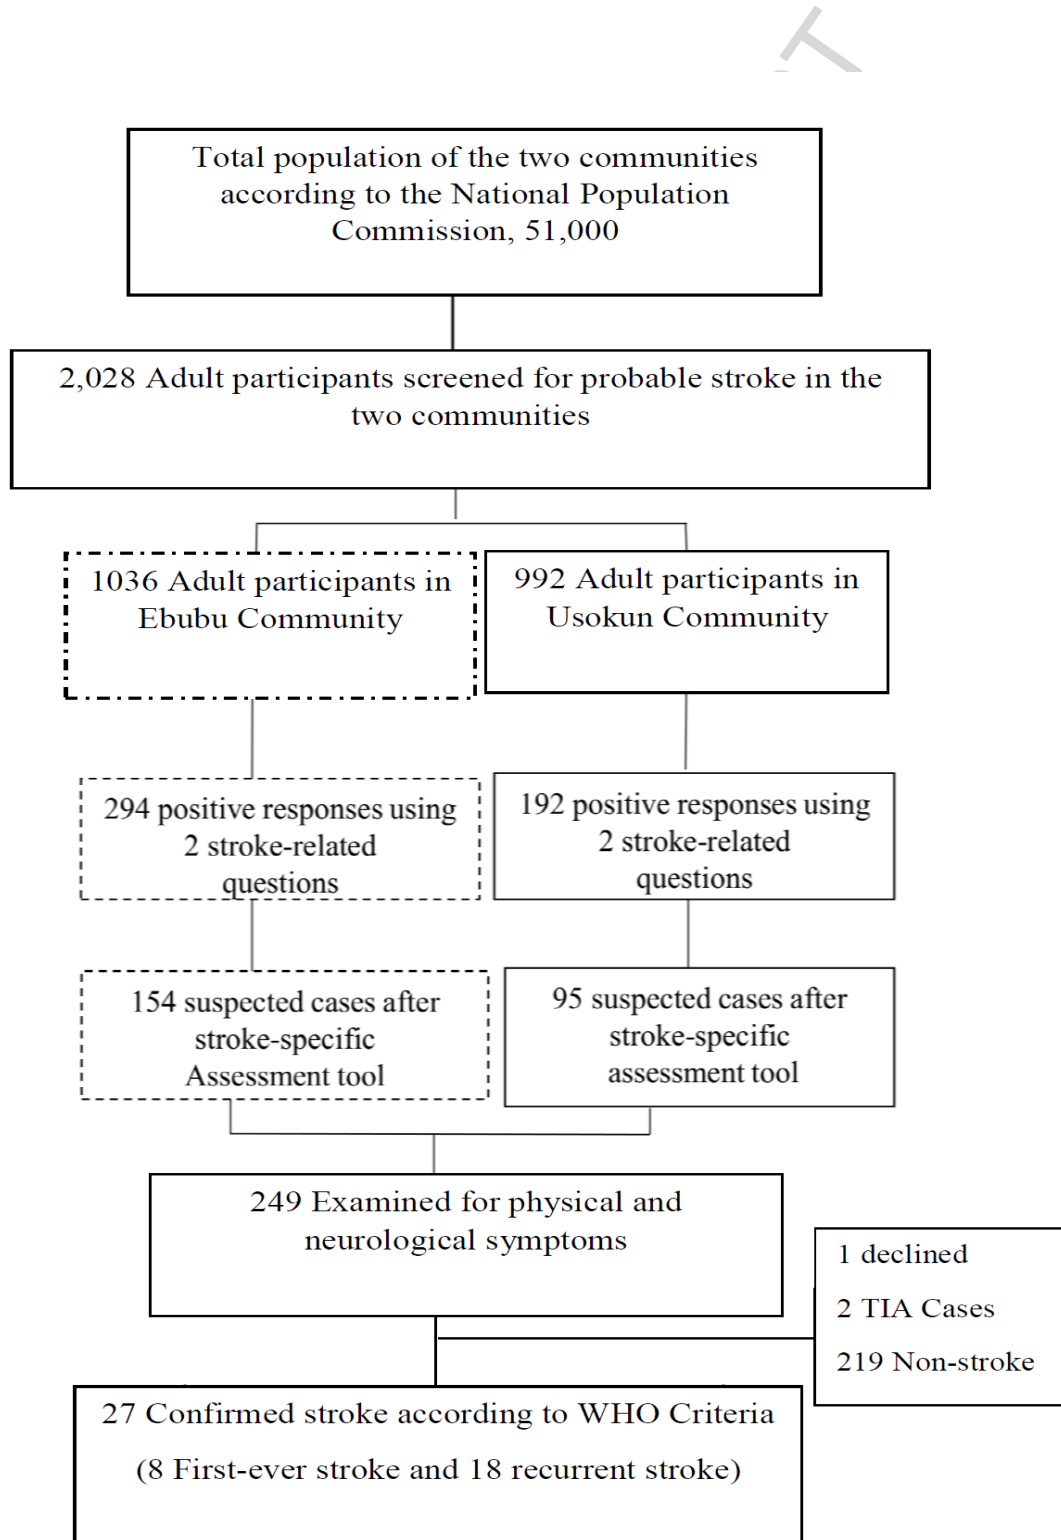 Total population of the two communities
according to the National Population
Commission, 51,000
2,028 Adult participants screened for probable stroke in the
two communities
1036 Adult participants in
Ebubu Community
992 Adult participants in
Usokun Community
294 positive responses using
2 stroke-related
questions
192 positive responses using
2 stroke-related
questions
154 suspected cases after
stroke-specific
Assessment tool
95 suspected cases after
stroke-specific
assessment tool
249 Examined for physical and
neurological symptoms
1 declined
2 TIA Cases
219 Non-stroke
27 Confirmed stroke according to WHO Criteria
(8 First-ever stroke and 18 recurrent stroke)